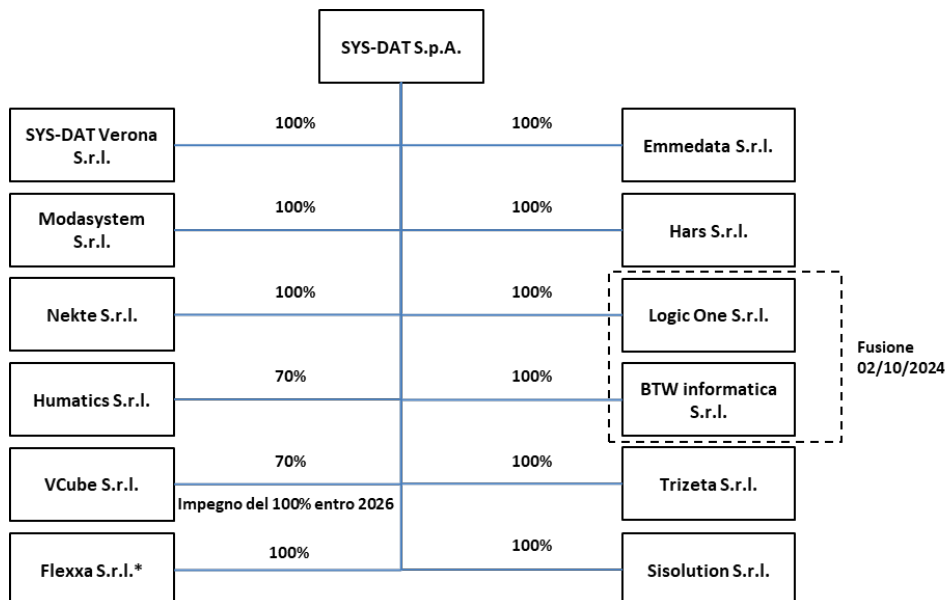 SYS-DAT S.p.A.
SYS-DAT Verona
S.r.l.
100%
100%
Emmedata S.r.l.
Modasystem
S.r.l.
100%
100%
Hars S.r.l.
Nekte S.r.l.
100%
100%
Logic One S.r.l.
Fusione
02/10/2024
Humatics S.r.l.
70%
100%
BTW informatica
S.r.l.
VCube S.r.l.
70%
Impegno del 100% entro 2026
100%
Trizeta S.r.l.
Flexxa S.r.l.*
100%
100%
Sisolution S.r.l.